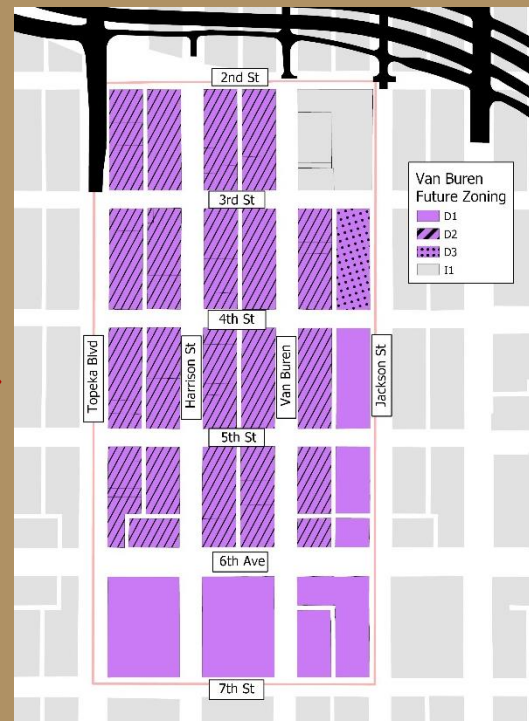 2nd St
3rd St
Van Buren
Future Zoning
D1
D2
D3
I1
4th St
Topeka Blvd
Harrison St
Van Buren
Jackson St
5th St
6th Ave
7th St